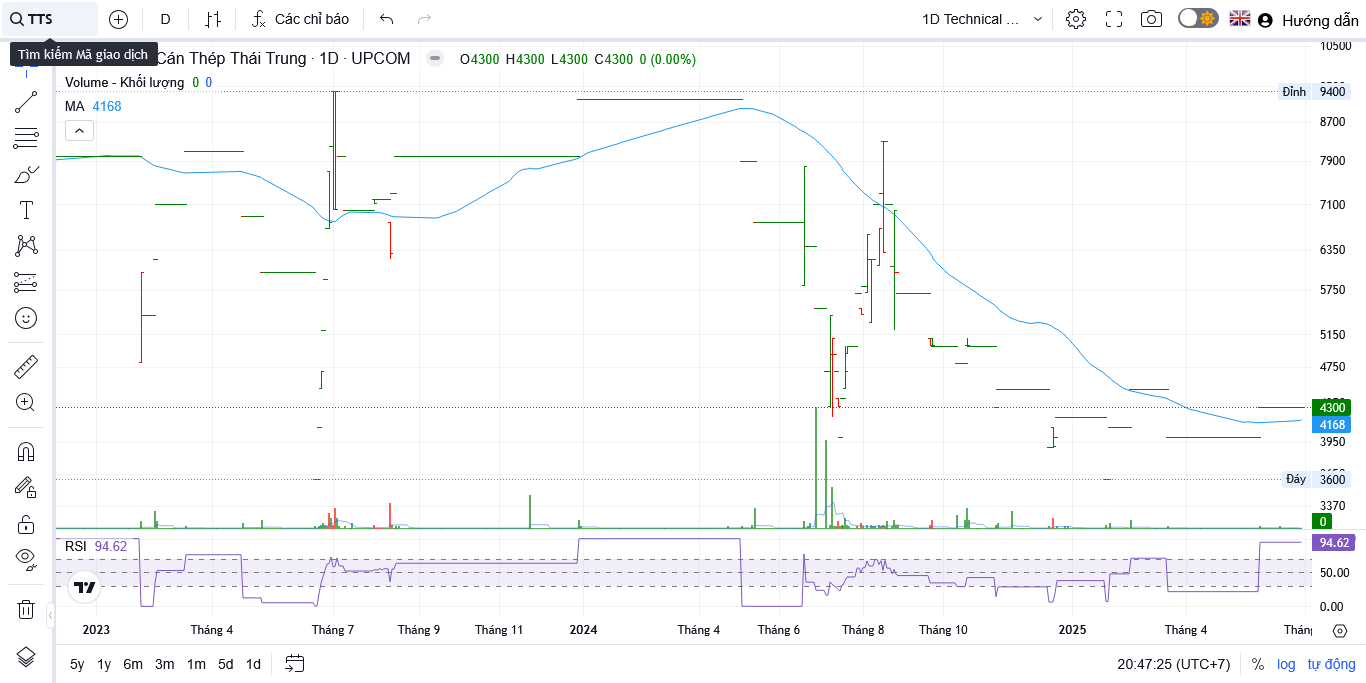 TTS
D
Các chỉ báo
1D Technical ...
Hướng dẫn
Tìm kiếm Mã giao dịch
Cán Thép Thái Trung · 1D · UPCOM
O4300 H4300 L4300 C4300 0 (0.00%)
Volume - Khối lượng 0 0
MA 4168
10500
Đỉnh 9400
8700
7900
7100
6350
5750
5150
4750
4300
4168
3950
Đáy 3600
3370
0
RSI 94.62
94.62
50.00
0.00
2023 Tháng 4 Tháng 7 Tháng 9 Tháng 11 2024 Tháng 4 Tháng 6 Tháng 8 Tháng 10 2025 Tháng 4
5y 1y 6m 3m 1m 5d 1d
20:47:25 (UTC+7) % log tự động